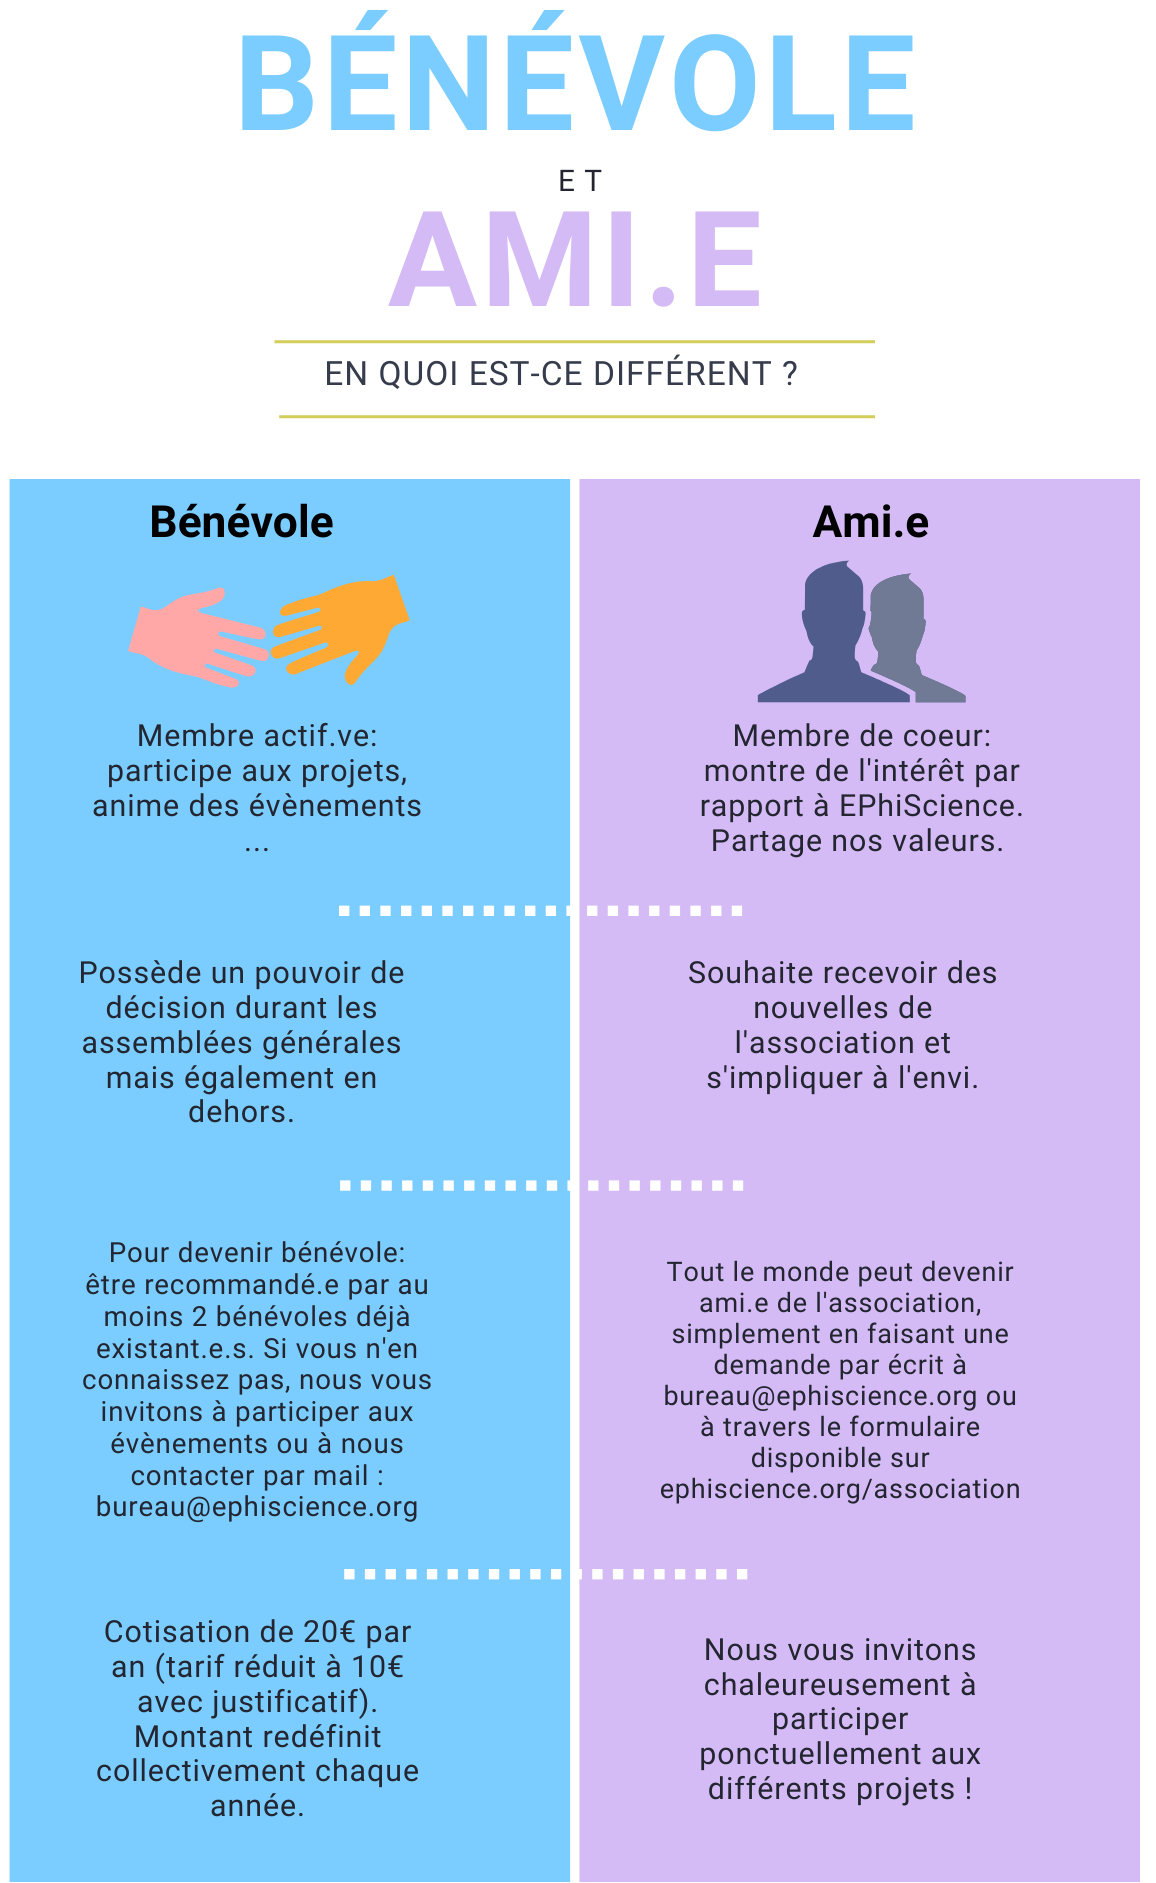 BÉNÉVOLE
ET
AMI.E
EN QUOI EST-CE DIFFÉRENT ?
Bénévole
Membre actif.ve:
participe aux projets,
anime des évènements
...
Possède un pouvoir de
décision durant les
assemblées générales
mais également en
dehors.
Pour devenir bénévole:
être recommandé.e par au
moins 2 bénévoles déjà
existant.e.s. Si vous n'en
connaissez pas, nous vous
invitons à participer aux
évènements ou à nous
contacter par mail :
bureau@ephiscience.org
Cotisation de 20€ par
an (tarif réduit à 10€
avec justificatif).
Montant redéfinit
collectivement chaque
année.
Ami.e
Membre de coeur:
montre de l'intérêt par
rapport à EPhiScience.
Partage nos valeurs.
Souhaite recevoir des
nouvelles de
l'association et
s'impliquer à l'envi.
Tout le monde peut devenir
ami.e de l'association,
simplement en faisant une
demande par écrit à
bureau@ephiscience.org ou
à travers le formulaire
disponible sur
ephiscience.org/association
Nous vous invitons
chaleureusement à
participer
ponctuellement aux
différents projets !